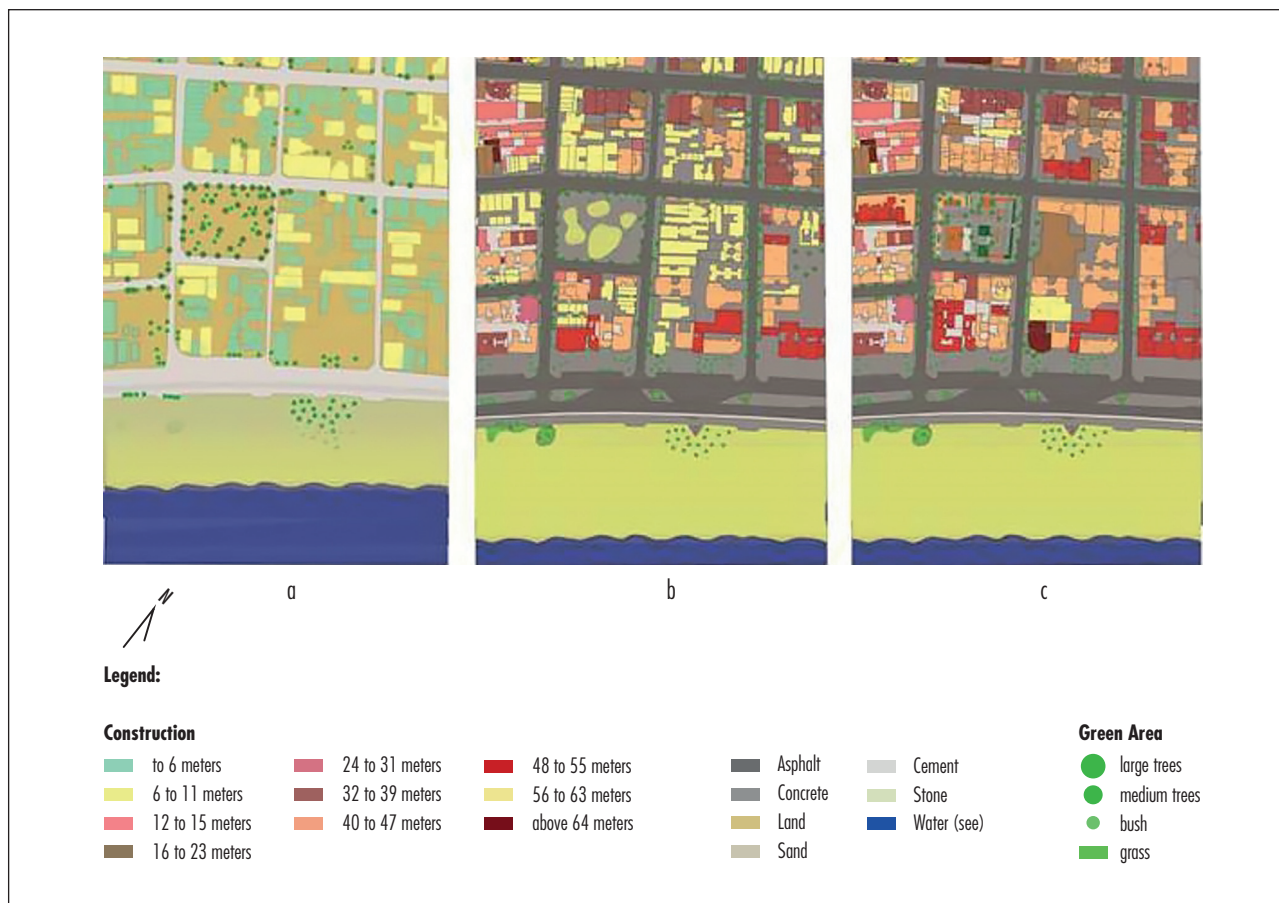 a
b
c
N
Legend:
Construction
to 6 meters
6 to 11 meters
12 to 15 meters
16 to 23 meters
24 to 31 meters
32 to 39 meters
40 to 47 meters
48 to 55 meters
56 to 63 meters
above 64 meters
Asphalt
Concrete
Land
Sand
Cement
Stone
Water (see)
Green Area
large trees
medium trees
bush
grass